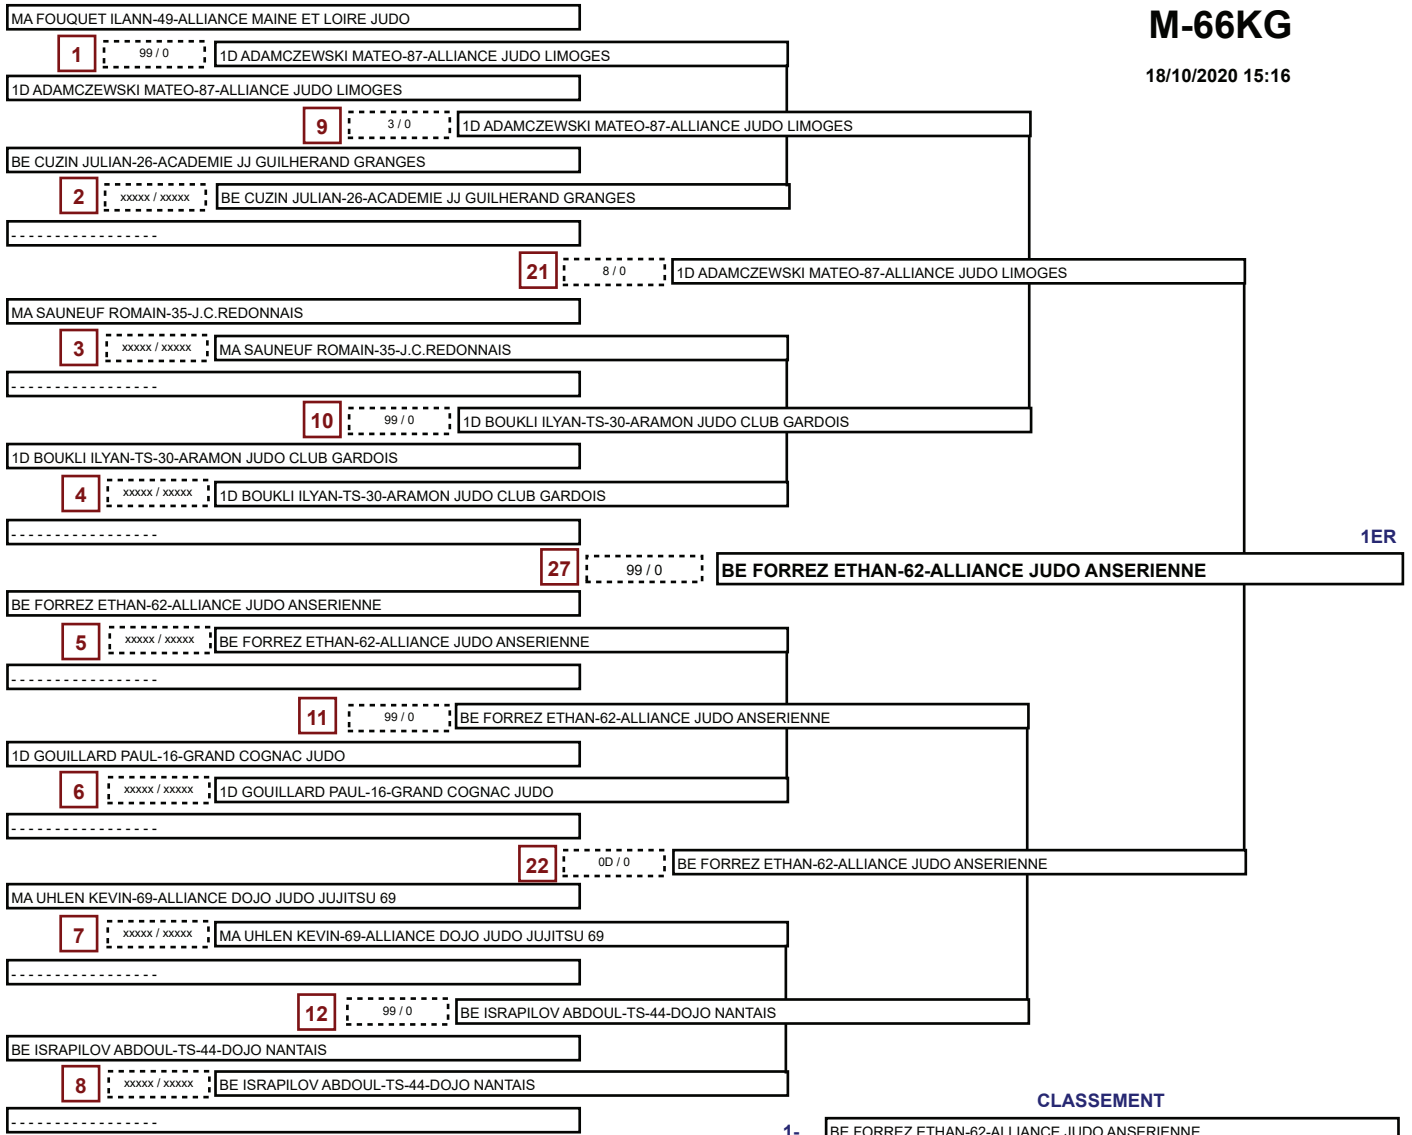 MA FOUQUET ILANN-49-ALLIANCE MAINE ET LOIRE JUDO
M-66KG
1 99 / 0 1D ADAMCZEWSKI MATEO-87-ALLIANCE JUDO LIMOGES
18/10/2020 15:16
1D ADAMCZEWSKI MATEO-87-ALLIANCE JUDO LIMOGES
9 3 / 0 1D ADAMCZEWSKI MATEO-87-ALLIANCE JUDO LIMOGES
BE CUZIN JULIAN-26-ACADEMIE JJ GUILHERAND GRANGES
2 xxxxx / xxxxx BE CUZIN JULIAN-26-ACADEMIE JJ GUILHERAND GRANGES
- - - - - - - - - - - - - - - - -
21 8 / 0 1D ADAMCZEWSKI MATEO-87-ALLIANCE JUDO LIMOGES
MA SAUNEUF ROMAIN-35-J.C.REDONNAIS
3 xxxxx / xxxxx MA SAUNEUF ROMAIN-35-J.C.REDONNAIS
- - - - - - - - - - - - - - - - -
10 99 / 0 1D BOUKLI ILYAN-TS-30-ARAMON JUDO CLUB GARDOIS
1D BOUKLI ILYAN-TS-30-ARAMON JUDO CLUB GARDOIS
4 xxxxx / xxxxx 1D BOUKLI ILYAN-TS-30-ARAMON JUDO CLUB GARDOIS
- - - - - - - - - - - - - - - - -
1ER
27 99 / 0 BE FORREZ ETHAN-62-ALLIANCE JUDO ANSERIENNE
BE FORREZ ETHAN-62-ALLIANCE JUDO ANSERIENNE
5 xxxxx / xxxxx BE FORREZ ETHAN-62-ALLIANCE JUDO ANSERIENNE
- - - - - - - - - - - - - - - - -
11 99 / 0 BE FORREZ ETHAN-62-ALLIANCE JUDO ANSERIENNE
1D GOUILLARD PAUL-16-GRAND COGNAC JUDO
6 xxxxx / xxxxx 1D GOUILLARD PAUL-16-GRAND COGNAC JUDO
- - - - - - - - - - - - - - - - -
22 0D / 0 BE FORREZ ETHAN-62-ALLIANCE JUDO ANSERIENNE
MA UHLEN KEVIN-69-ALLIANCE DOJO JUDO JUJITSU 69
7 xxxxx / xxxxx MA UHLEN KEVIN-69-ALLIANCE DOJO JUDO JUJITSU 69
- - - - - - - - - - - - - - - - -
12 99 / 0 BE ISRAPILOV ABDOUL-TS-44-DOJO NANTAIS
BE ISRAPILOV ABDOUL-TS-44-DOJO NANTAIS
8 xxxxx / xxxxx BE ISRAPILOV ABDOUL-TS-44-DOJO NANTAIS
CLASSEMENT
- - - - - - - - - - - - - - - - -
1- BE FORREZ ETHAN-62-ALLIANCE JUDO ANSERIENNE